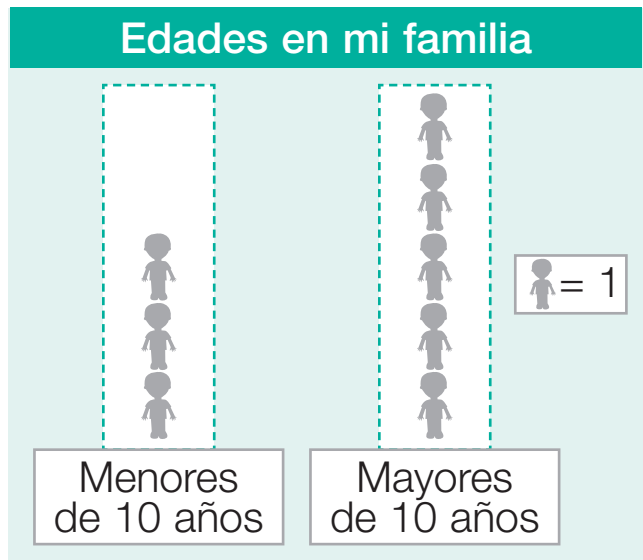 Edades en mi familia
= 1
Menores
de 10 años
Mayores
de 10 años